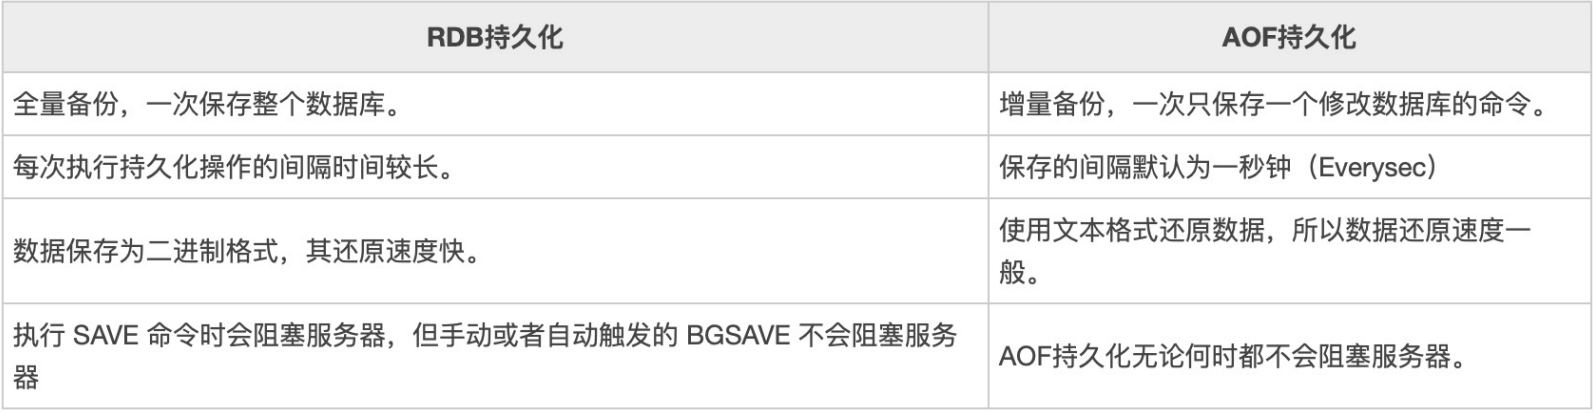 RDB持久化
AOF持久化
全量备份，一次保存整个数据库。
增量备份，一次只保存一个修改数据库的命令。
每次执行持久化操作的间隔时间较长。
保存的间隔默认为一秒钟（Everysec）
数据保存为二进制格式，其还原速度快。
使用文本格式还原数据，所以数据还原速度一
般。
执行 SAVE 命令时会阻塞服务器，但手动或者自动触发的 BGSAVE 不会阻塞服务
器
AOF持久化无论何时都不会阻塞服务器。